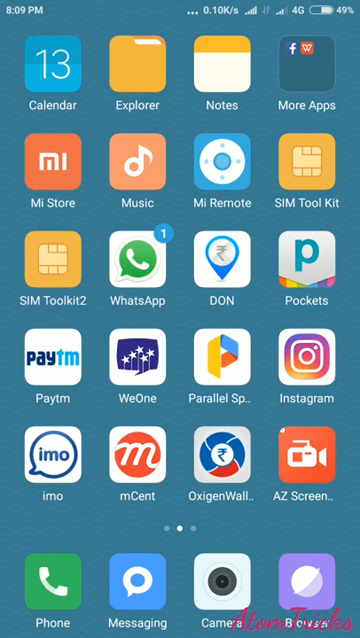 8:09 PM ... 0.10K/s 4G 49%
13
Calendar Explorer Notes More Apps
Mi Store Music Mi Remote SIM Tool Kit
1
SIM Toolkit2 WhatsApp DON Pockets
paytm
Paytm WeOne Parallel Sp.. Instagram
imo
imo mCent OxigenWall.. AZ Screen..
Phone Messaging Camera Browser
AtomTricks